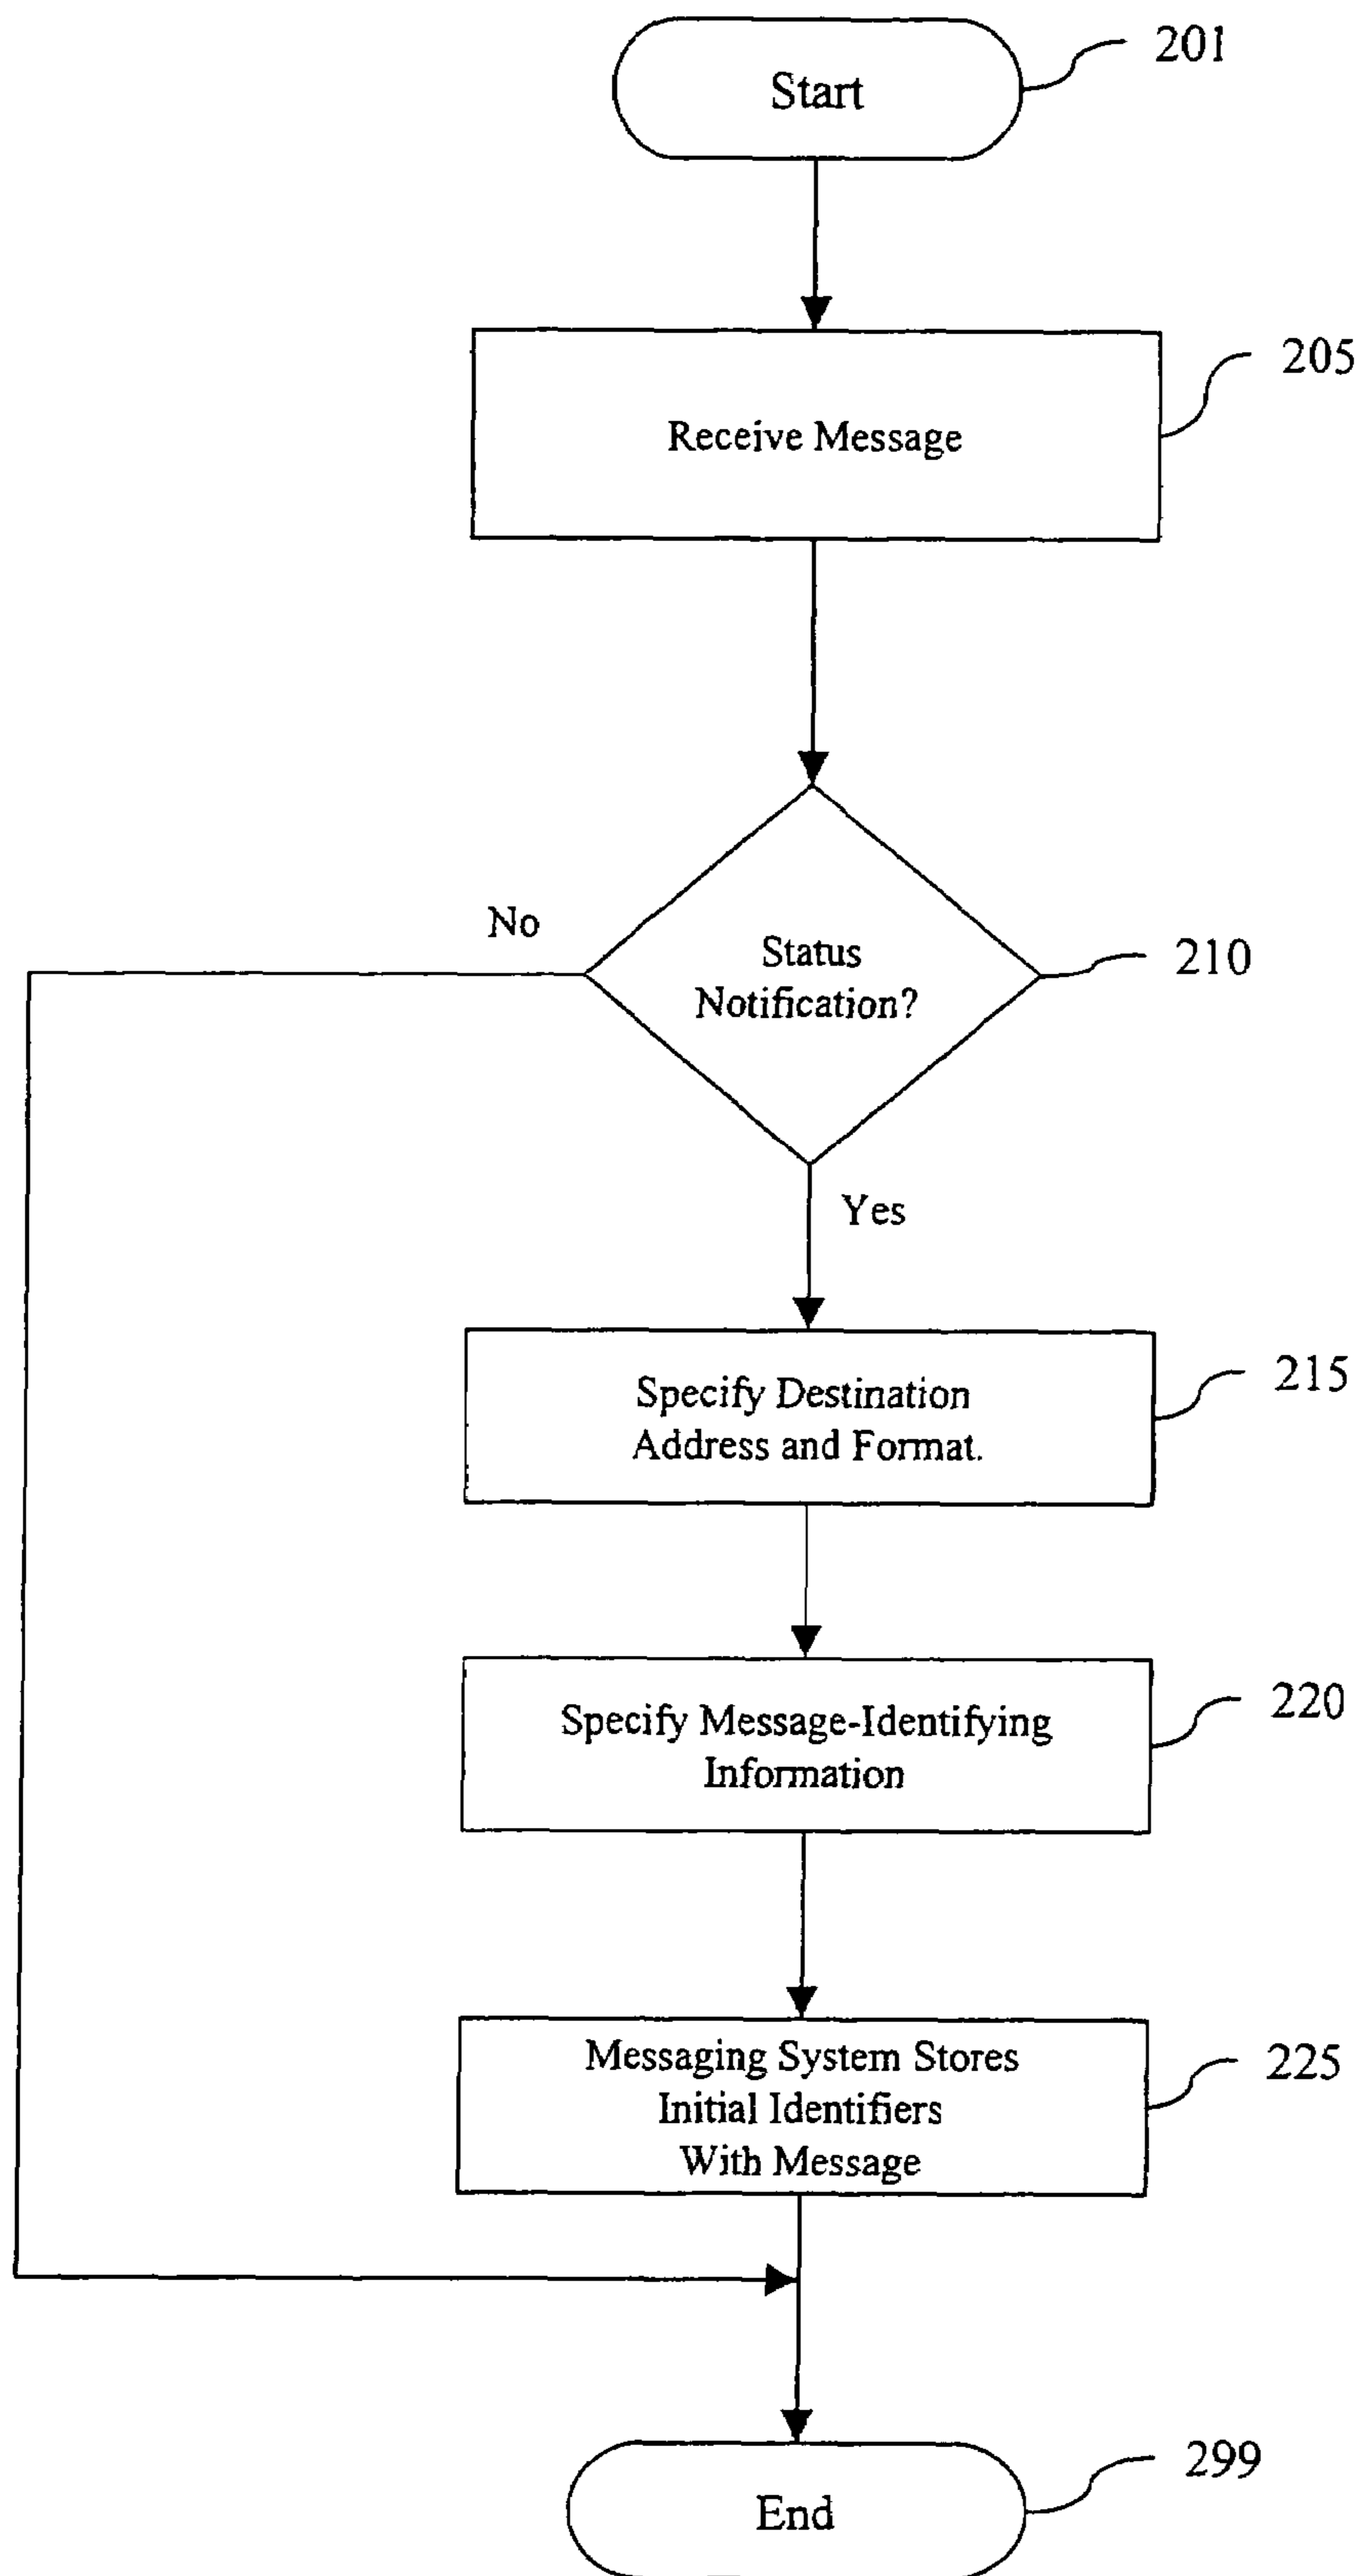 Start
201
Receive Message
205
Status
Notification?
210
No
Yes
Specify Destination
Address and Format.
215
Specify Message-Identifying
Information
220
Messaging System Stores
Initial Identifiers
With Message
225
End
299